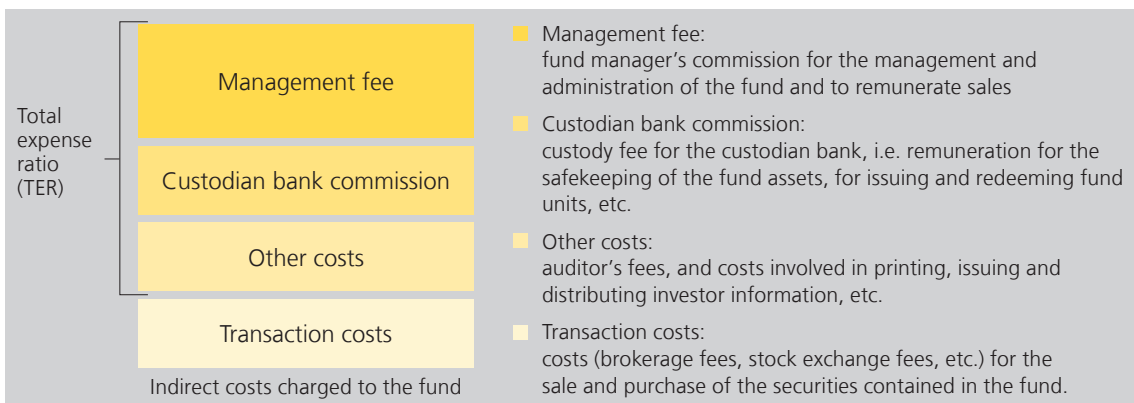 Total
expense
ratio
(TER)
Management fee
Custodian bank commission
Other costs
Transaction costs
Indirect costs charged to the fund
Management fee:
fund manager’s commission for the management and
administration of the fund and to remunerate sales
Custodian bank commission:
custody fee for the custodian bank, i.e. remuneration for the
safekeeping of the fund assets, for issuing and redeeming fund
units, etc.
Other costs:
auditor’s fees, and costs involved in printing, issuing and
distributing investor information, etc.
Transaction costs:
costs (brokerage fees, stock exchange fees, etc.) for the
sale and purchase of the securities contained in the fund.